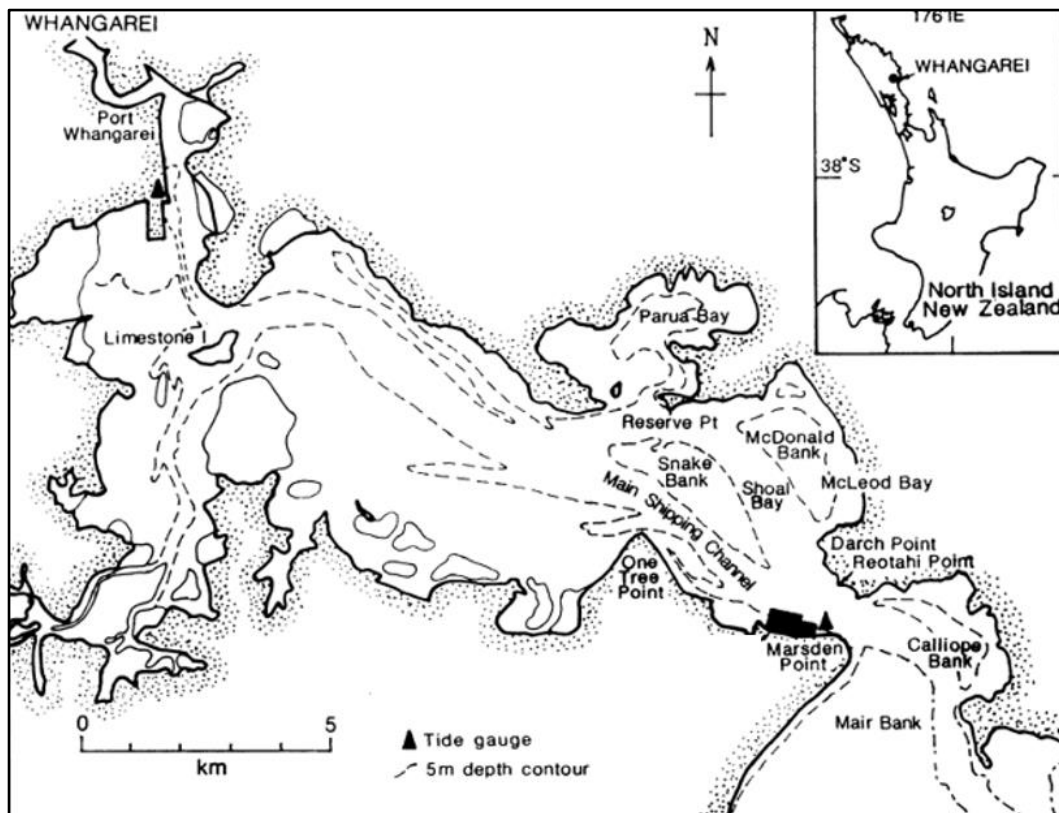 WHANGAREI
Port
Whangarei
N
176°1E
WHANGAREI
38°S
North Island
New Zealand
Limestone I
Parua Bay
Reserve Pt
McDonald
Bank
Snake
Bank
Shoal
Bay
McLeod Bay
Main Shipping Channel
Darch Point
Reotahi Point
One
Tree
Point
Marsden
Point
Calliope
Bank
Mair Bank
0 5
km
Tide gauge
5m depth contour